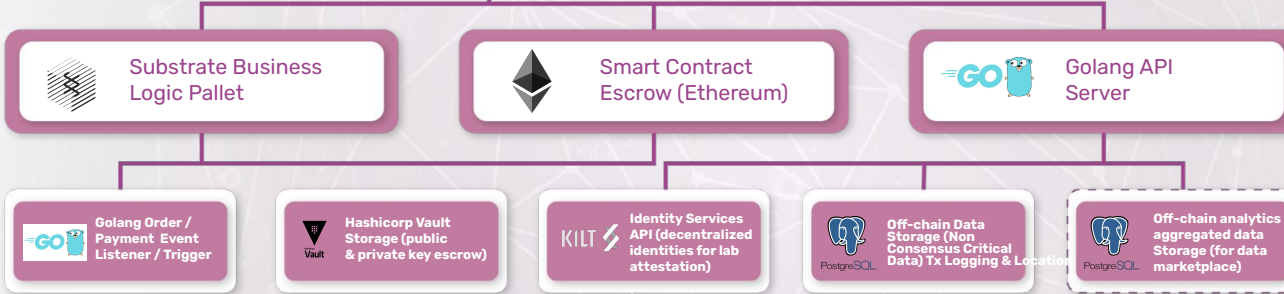 Substrate Business
Logic Pallet
Smart Contract
Escrow (Ethereum)
GO
Golang API
Server
GO
Golang Order /
Payment Event
Listener / Trigger
Vault
Hashicorp Vault
Storage (public
& private key escrow)
KILT
Identity Services
API (decentralized
identities for lab
attestation)
PostgreSQL
Off-chain Data
Storage (Non
Consensus Critical
Data) Tx Logging & Location
PostgreSQL
Off-chain analytics
aggregated data
Storage (for data
marketplace)